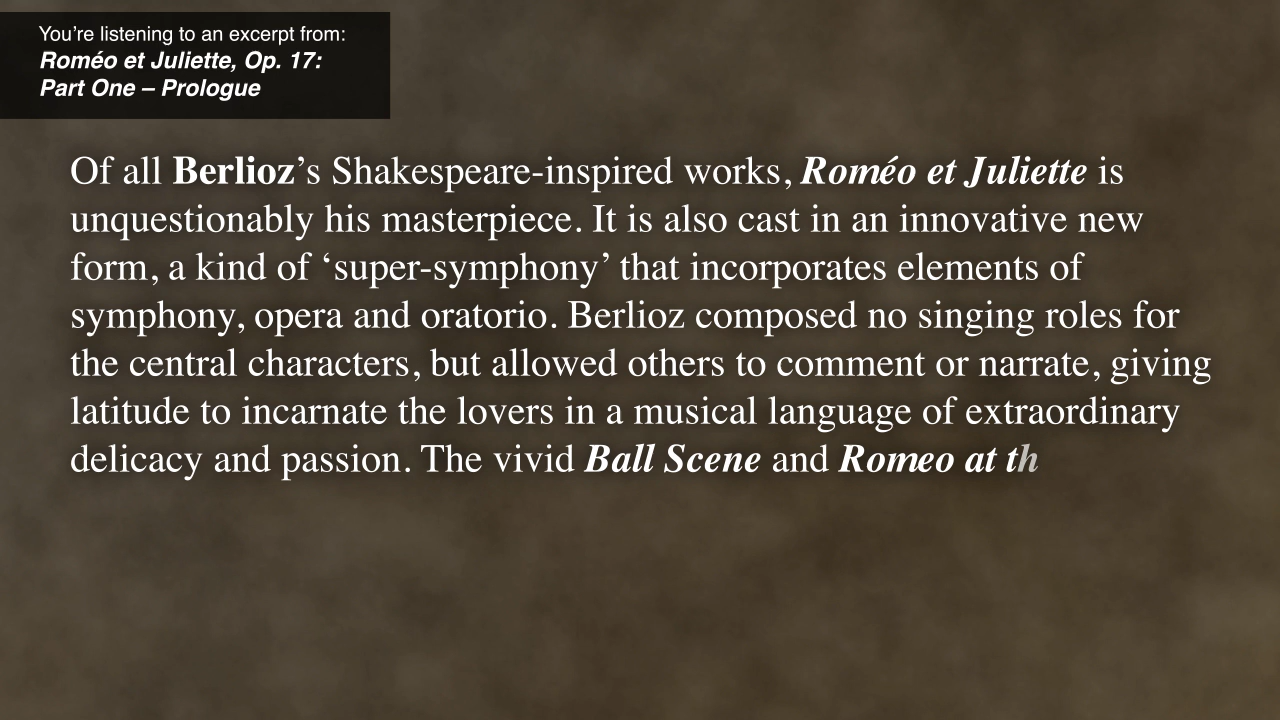 You’re listening to an excerpt from:
Roméo et Juliette, Op. 17:
Part One – Prologue
Of all Berlioz’s Shakespeare-inspired works, Roméo et Juliette is
unquestionably his masterpiece. It is also cast in an innovative new
form, a kind of ‘super-symphony’ that incorporates elements of
symphony, opera and oratorio. Berlioz composed no singing roles for
the central characters, but allowed others to comment or narrate, giving
latitude to incarnate the lovers in a musical language of extraordinary
delicacy and passion. The vivid Ball Scene and Romeo at th